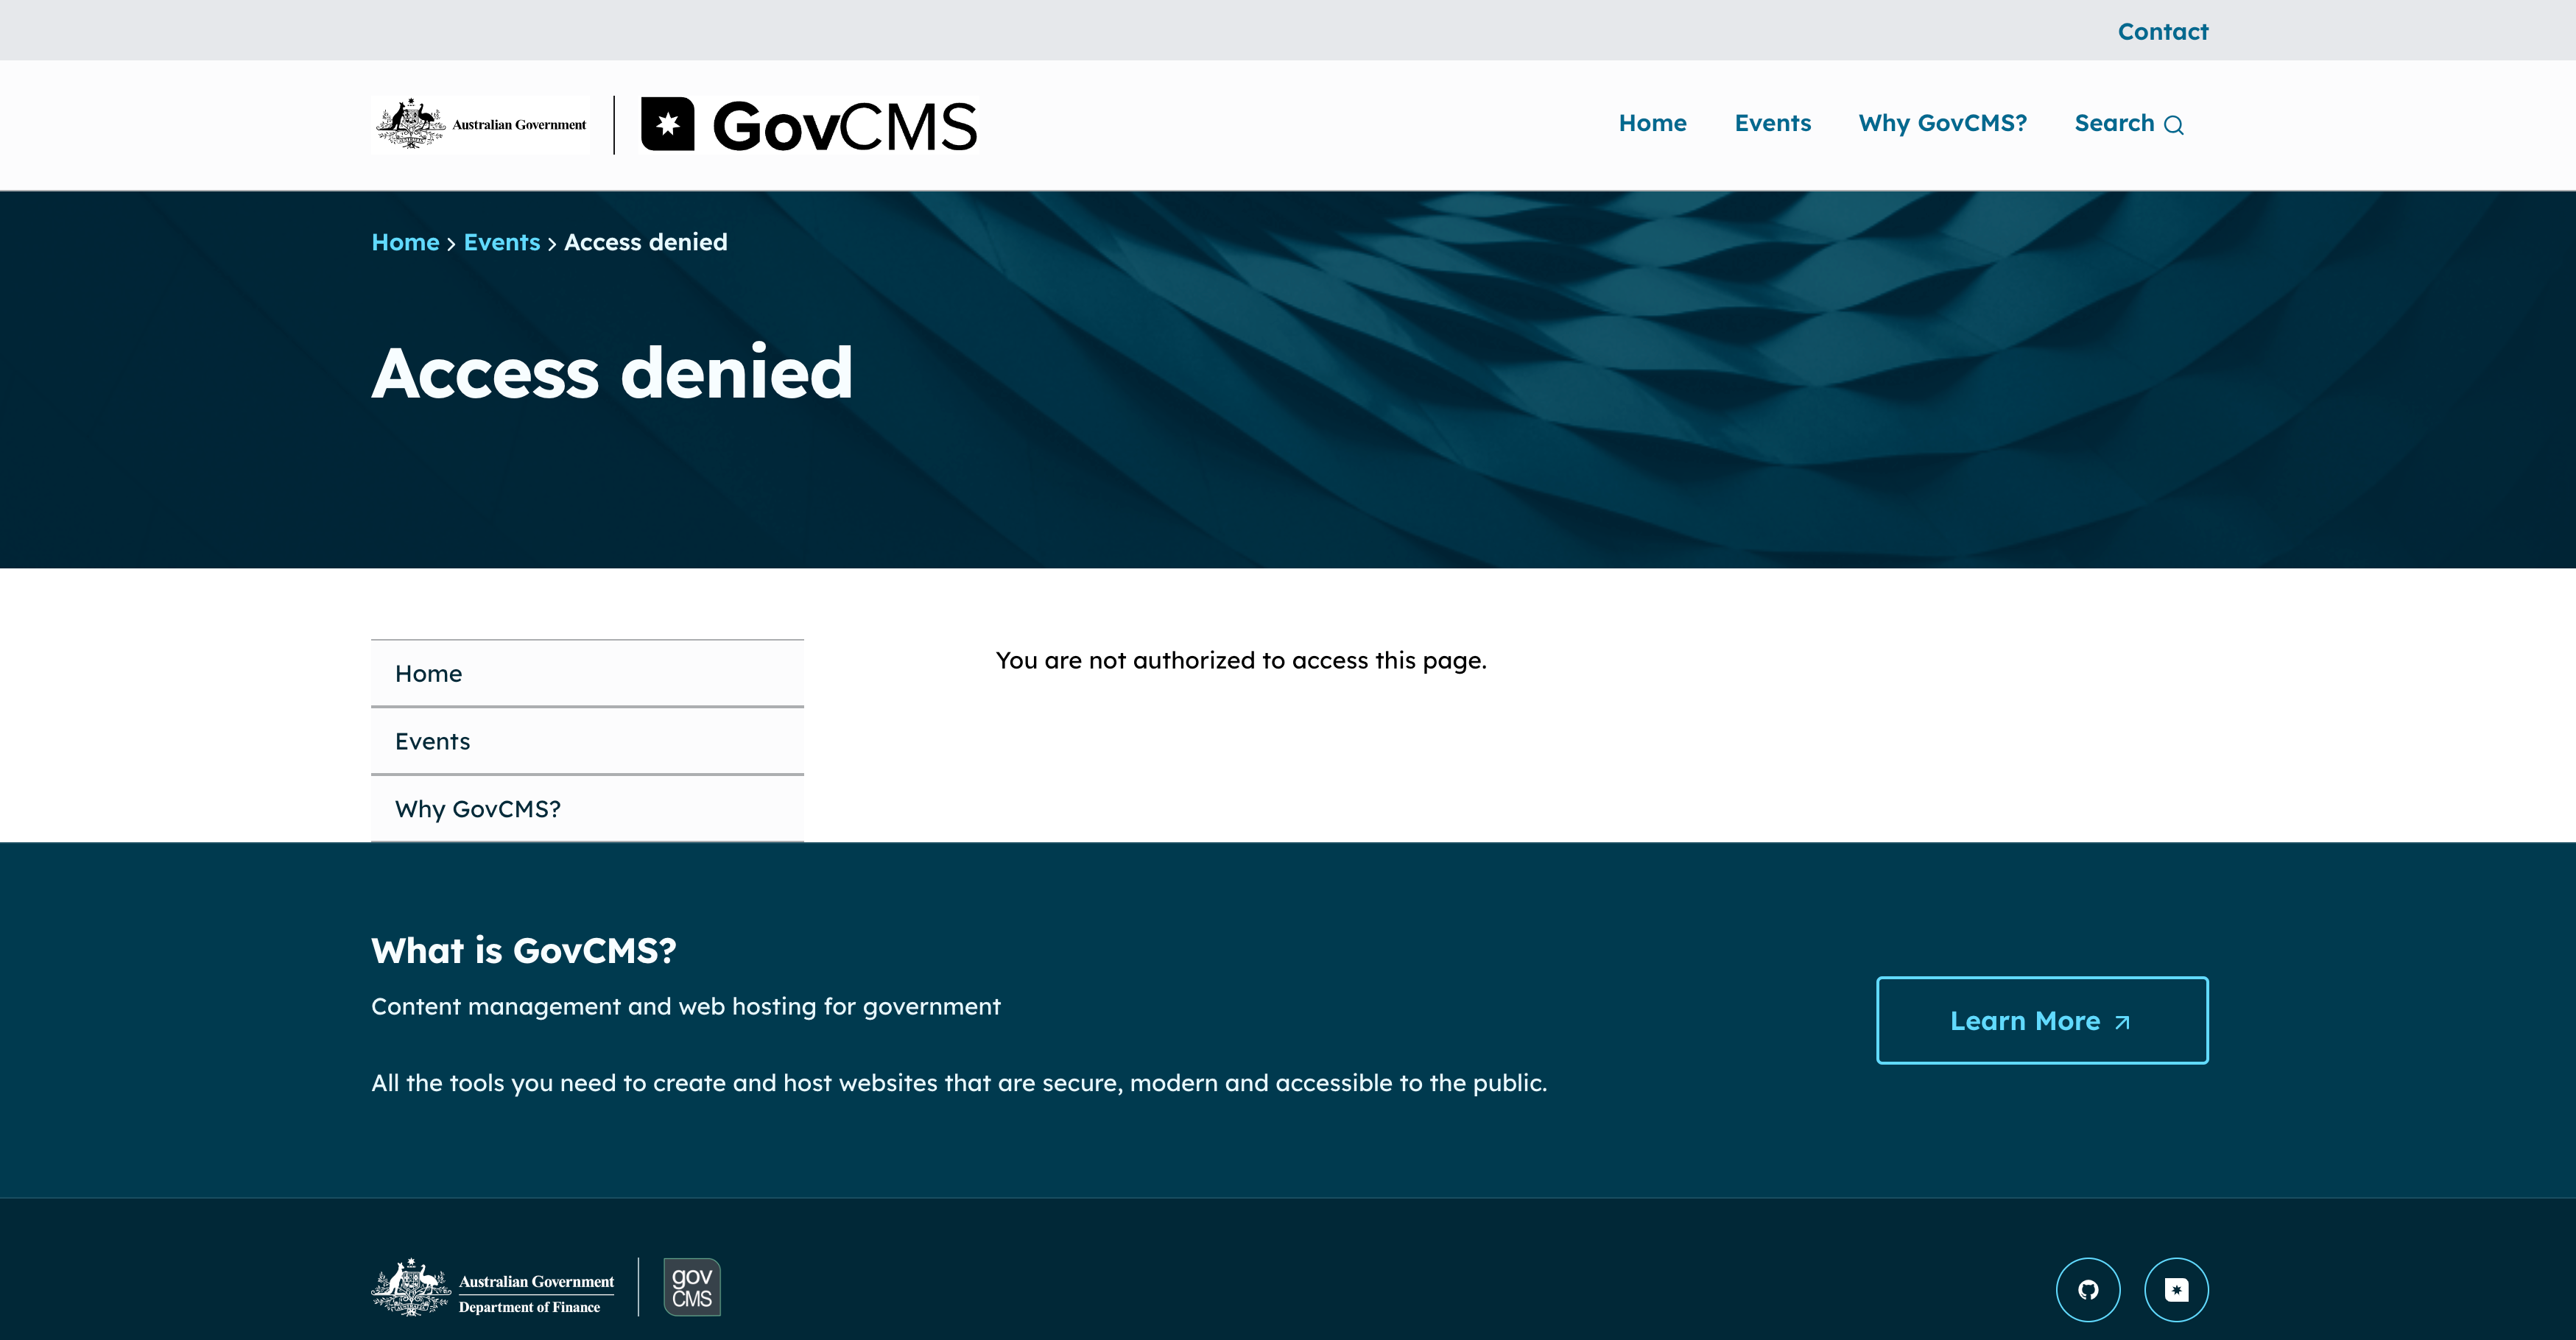 Contact
Australian Government
GovCMS
Home Events Why GovCMS? Search
Home > Events > Access denied
Access denied
Home
You are not authorized to access this page.
Events
Why GovCMS?
What is GovCMS?
Content management and web hosting for government
Learn More
All the tools you need to create and host websites that are secure, modern and accessible to the public.
Australian Government
Department of Finance
gov
CMS